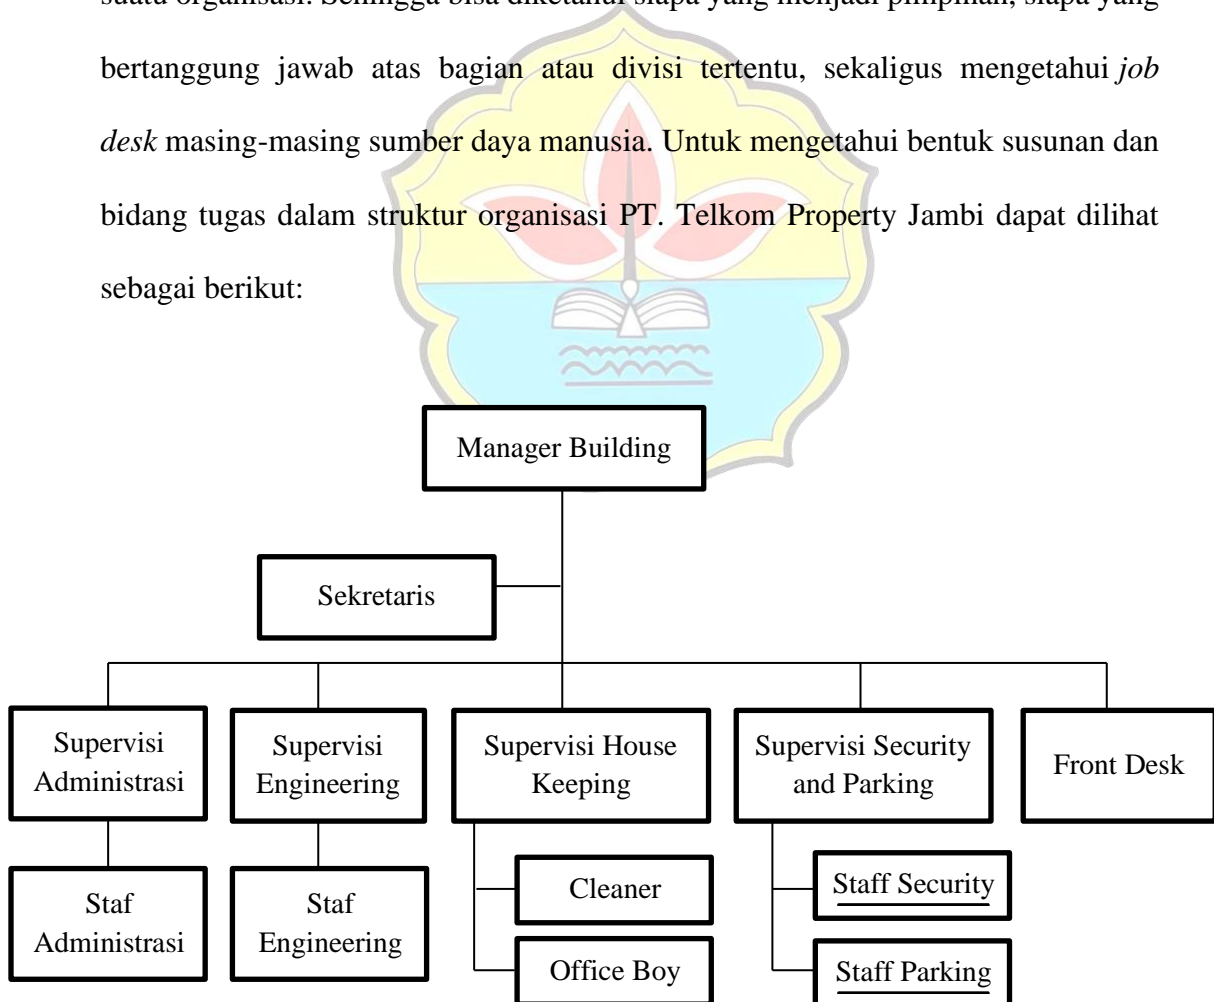 suatu organisasi. Sehingga bisa diketahui siapa yang menjadi pimpinan, siapa yang
bertanggung jawab atas bagian atau divisi tertentu, sekaligus mengetahui job
desk masing-masing sumber daya manusia. Untuk mengetahui bentuk susunan dan
bidang tugas dalam struktur organisasi PT. Telkom Property Jambi dapat dilihat
sebagai berikut:
Manager Building
Sekretaris
Supervisi
Administrasi
Supervisi
Engineering
Supervisi House
Keeping
Supervisi Security
and Parking
Front Desk
Staf
Administrasi
Staf
Engineering
Cleaner
Office Boy
Staff Security
Staff Parking